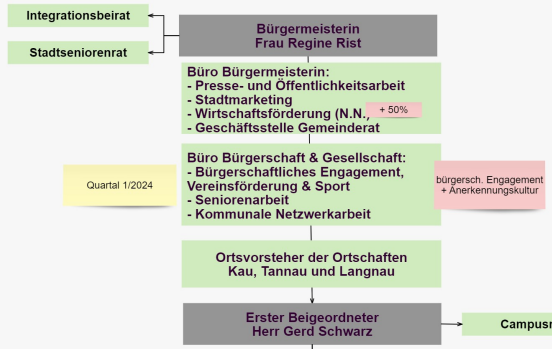 Integrationsbeirat
Stadtseniorenrat
Bürgermeisterin
Frau Regine Rist
Büro Bürgermeisterin:
- Presse- und Öffentlichkeitsarbeit
- Stadtmarketing
- Wirtschaftsförderung (N.N.)
+ 50%
- Geschäftsstelle Gemeinderat
Quartal 1/2024
Büro Bürgerschaft & Gesellschaft:
- Bürgerschaftliches Engagement,
Vereinsförderung & Sport
- Seniorenarbeit
- Kommunale Netzwerkarbeit
bürgersch. Engagement
+ Anerkennungskultur
Ortsvorsteher der Ortschaften
Kau, Tannau und Langnau
Erster Beigeordneter
Herr Gerd Schwarz